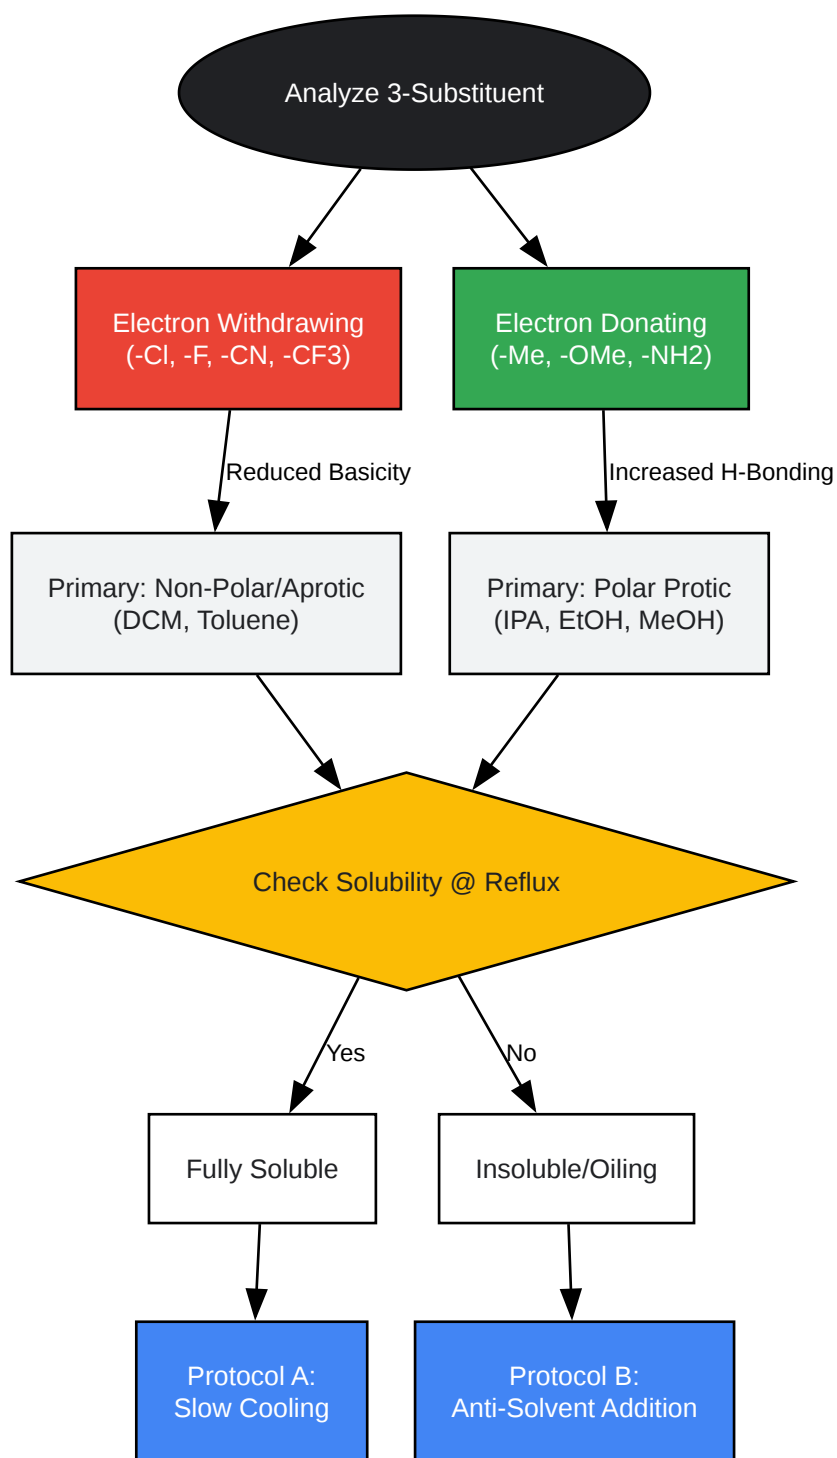 Analyze 3-Substituent
Electron Withdrawing
(-Cl, -F, -CN, -CF3)
Electron Donating
(-Me, -OMe, -NH2)
Reduced Basicity
Increased H-Bonding
Primary: Non-Polar/Aprotic
(DCM, Toluene)
Primary: Polar Protic
(IPA, EtOH, MeOH)
Check Solubility @ Reflux
Yes
No
Fully Soluble
Insoluble/Oiling
Protocol A:
Slow Cooling
Protocol B:
Anti-Solvent Addition